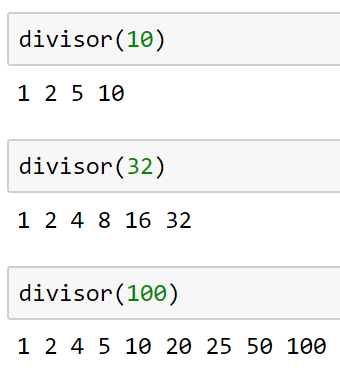 divisor(10)
1 2 5 10
divisor(32)
1 2 4 8 16 32
divisor(100)
1 2 4 5 10 20 25 50 100